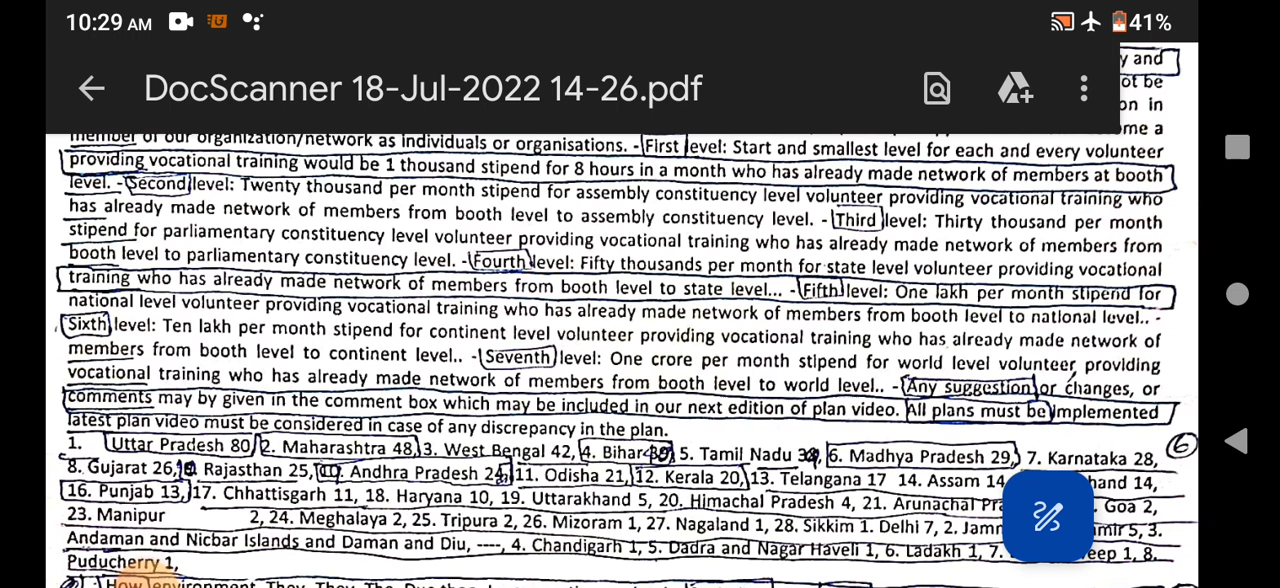 10:29 AM 41%
DocScanner 18-Jul-2022 14-26.pdf
y and
ot be
on in
me a
member of our organization/network as individuals or organisations. - First level: Start and smallest level for each and every volunteer
providing vocational training would be 1 thousand stipend for 8 hours in a month who has already made network of members at booth
level. - Second level: Twenty thousand per month stipend for assembly constituency level volunteer providing vocational training who
has already made network of members from booth level to assembly constituency level. - Third level: Thirty thousand per month
stipend for parliamentary constituency level volunteer providing vocational training who has already made network of members from
booth level to parliamentary constituency level. - Fourth level: Fifty thousands per month for state level volunteer providing vocational
training who has already made network of members from booth level to state level... - Fifth level: One lakh per month stipend for
national level volunteer providing vocational training who has already made network of members from booth level to national level.. -
Sixth level: Ten lakh per month stipend for continent level volunteer providing vocational training who has already made network of
members from booth level to continent level.. - Seventh level: One crore per month stipend for world level volunteer providing
vocational training who has already made network of members from booth level to world level.. - Any suggestion or changes, or
comments may by given in the comment box which may be included in our next edition of plan video. All plans must be implemented
latest plan video must be considered in case of any discrepancy in the plan.
1. Uttar Pradesh 80, 2. Maharashtra 48, 3. West Bengal 42, 4. Bihar 5. Tamil Nadu 6. Madhya Pradesh 29, 7. Karnataka 28, 6
8. Gujarat 26, Rajasthan 25, 10. Andhra Pradesh 11. Odisha 21, 12. Kerala 20, 13. Telangana 17 14. Assam 14 hand 14,
16. Punjab 13, 17. Chhattisgarh 11, 18. Haryana 10, 19. Uttarakhand 5, 20. Himachal Pradesh 4, 21. Arunachal Pra Goa 2,
23. Manipur 2, 24. Meghalaya 2, 25. Tripura 2, 26. Mizoram 1, 27. Nagaland 1, 28. Sikkim 1. Delhi 7, 2. Jamm mir 5, 3.
Andaman and Nicbar Islands and Daman and Diu, ----, 4. Chandigarh 1, 5. Dadra and Nagar Haveli 1, 6. Ladakh 1, 7. eep 1, 8.
Puducherry 1,
How environment